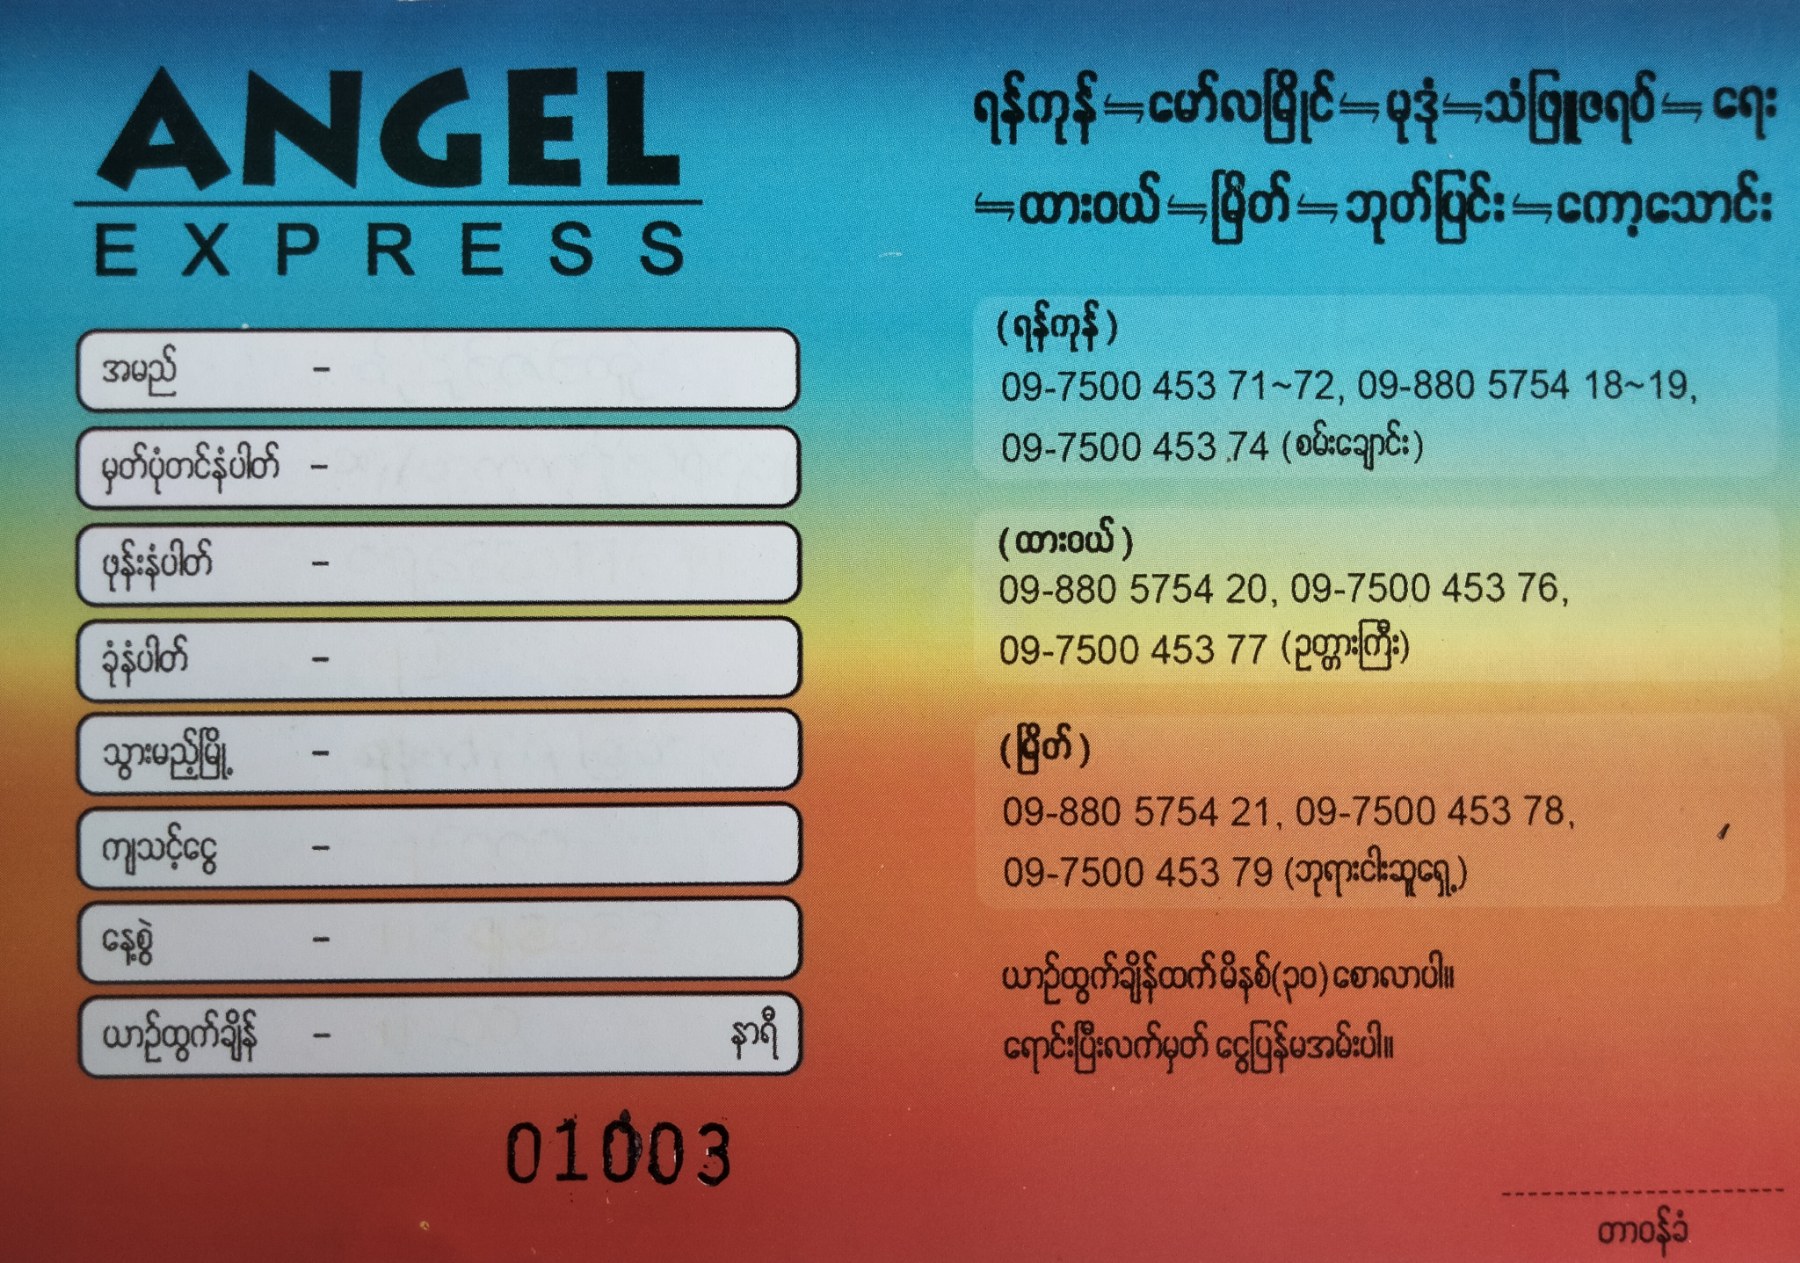 ANGEL
EXPRESS
အမည် -
မှတ်ပုံတင်နံပါတ် -
ဖုန်းနံပါတ် -
ခုံနံပါတ် -
သွားမည့်မြို့ -
ကျသင့်ငွေ -
နေ့စွဲ -
ယာဉ်ထွက်ချိန် - နာရီ
01003
ရန်ကုန်⇋မော်လမြိုင်⇋မုဒုံ⇋သံဖြူဇရပ်⇋ ရေး
⇋ထားဝယ်⇋မြိတ်⇋ဘုတ်ပြင်း⇋ကော့သောင်း
(ရန်ကုန်)
09-7500 453 71~72, 09-880 5754 18~19,
09-7500 453 74 (စမ်းချောင်း)
(ထားဝယ်)
09-880 5754 20, 09-7500 453 76,
09-7500 453 77 (ဥတ္တားကြီး)
(မြိတ်)
09-880 5754 21, 09-7500 453 78,
09-7500 453 79 (ဘုရားငါးဆူရှေ့)
ယာဉ်ထွက်ချိန်ထက်မိနစ်(၃၀)စောလာပါ။
ရောင်းပြီးလက်မှတ် ငွေပြန်မအမ်းပါ။
တာဝန်ခံ